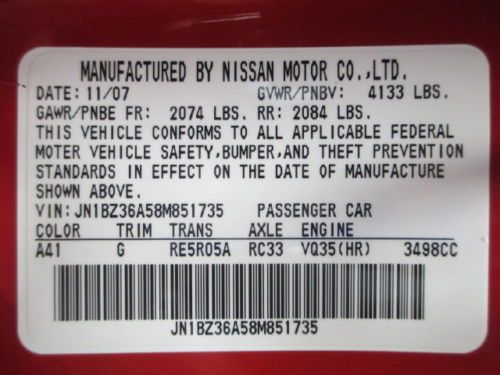 MANUFACTURED BY NISSAN MOTOR CO.,LTD.
DATE: 11/07 GVWR/PNBV: 4133 LBS.
GAWR/PNBE FR: 2074 LBS. RR: 2084 LBS.
THIS VEHICLE CONFORMS TO ALL APPLICABLE FEDERAL
MOTOR VEHICLE SAFETY,BUMPER,AND THEFT PREVENTION
STANDARDS IN EFFECT ON THE DATE OF MANUFACTURE
SHOWN ABOVE.
VIN:JN1BZ36A58M851735 PASSENGER CAR
COLOR TRIM TRANS AXLE ENGINE
A41 G RE5R05A RC33 VQ35(HR) 3498CC
JN1BZ36A58M851735